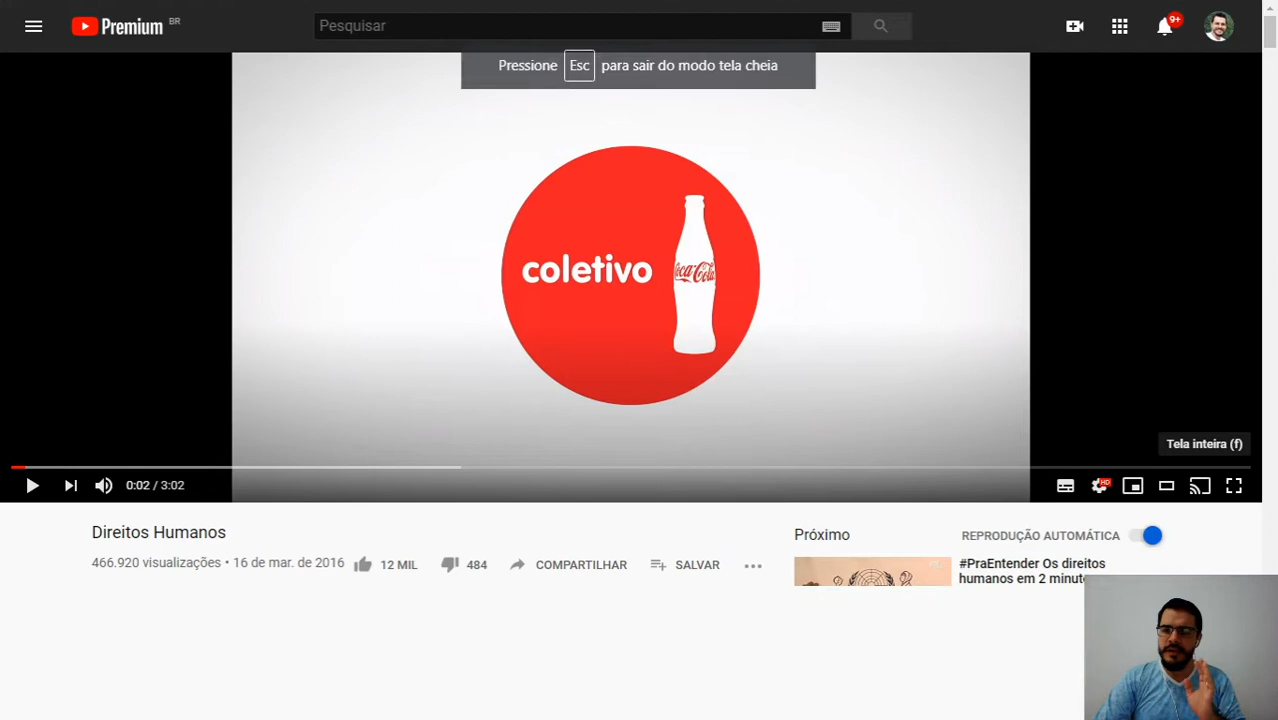 Premium BR
Pesquisar
9+
Pressione Esc para sair do modo tela cheia
coletivo
Coca-Cola
Tela inteira (f)
0:02 / 3:02
HD
Direitos Humanos
466.920 visualizações • 16 de mar. de 2016
12 MIL
484
COMPARTILHAR
SALVAR
Próximo
REPRODUÇÃO AUTOMÁTICA
#PraEntender Os direitos
humanos em 2 minut